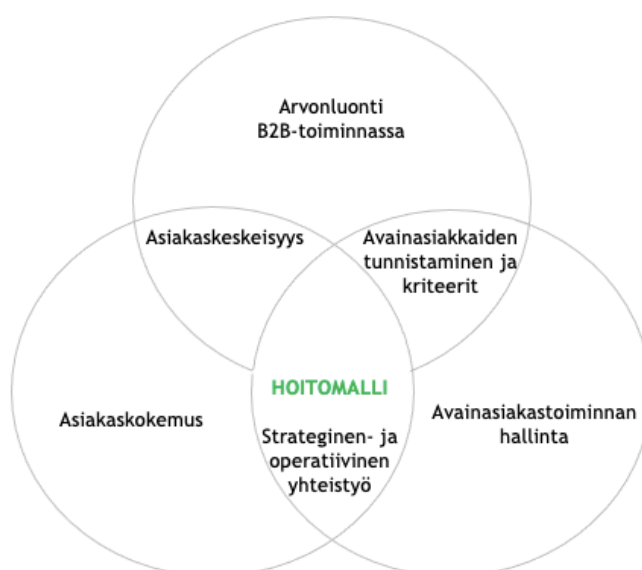 Arvonluonti
B2B-toiminnassa
Asiakaskeskeisyys
Avainasiakkaiden
tunnistaminen ja
kriteerit
HOITOMALLI
Asiakaskokemus
Strateginen- ja
operatiivinen
yhteistyö
Avainasiakastoiminnan
hallinta